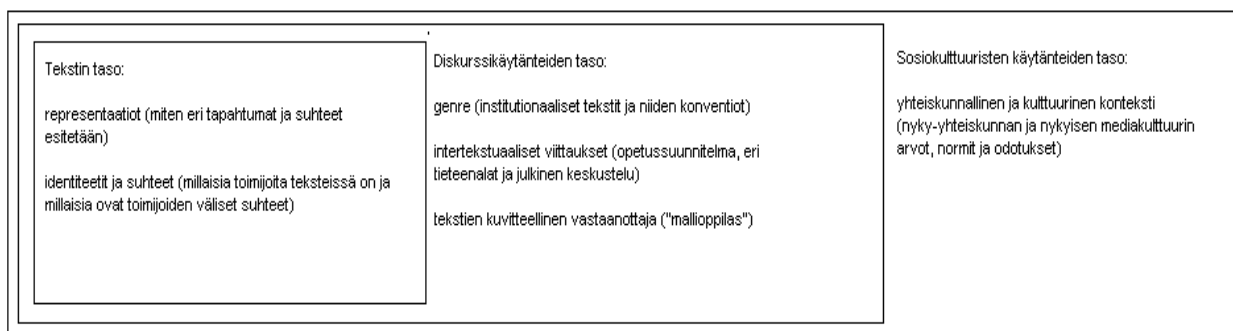 Tekstin taso:
representaatiot (miten eri tapahtumat ja suhteet
esitetään)
identiteetit ja suhteet (millaisia toimijoita teksteissä on ja
millaisia ovat toimijoiden väliset suhteet)
Diskurssikäytänteiden taso:
genre (institutionaaliset tekstit ja niiden konventiot)
intertekstuaaliset viittaukset (opetussuunnitelma, eri
tieteenalat ja julkinen keskustelu)
tekstien kuvitteellinen vastaanottaja ("mallioppilas")
Sosiokulttuuristen käytänteiden taso:
yhteiskunnallinen ja kulttuurinen konteksti
(nyky-yhteiskunnan ja nykyisen mediakulttuurin
arvot, normit ja odotukset)